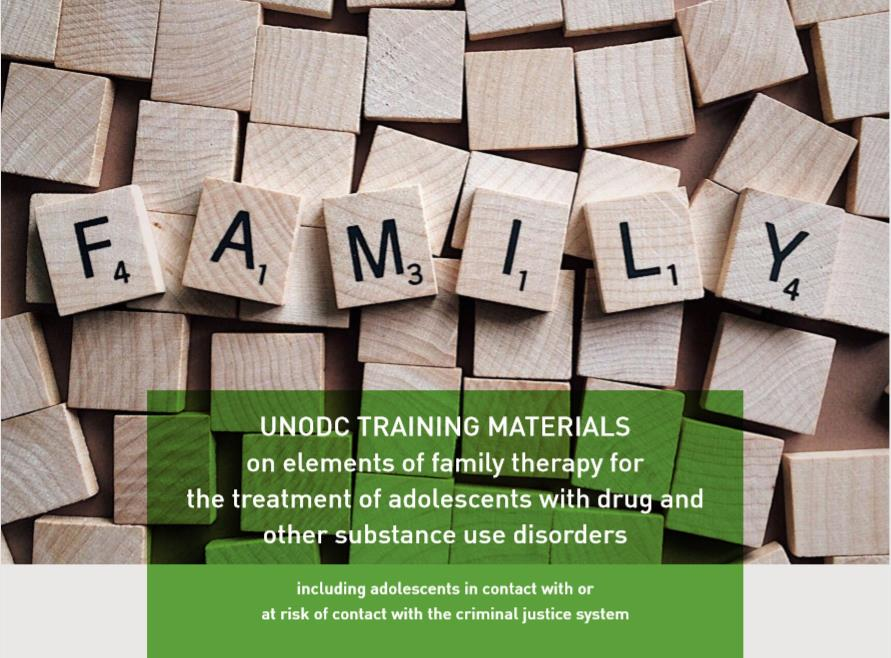 F4 A1 M3 I1 L1 Y4
UNODC TRAINING MATERIALS
on elements of family therapy for
the treatment of adolescents with drug and
other substance use disorders
including adolescents in contact with or
at risk of contact with the criminal justice system